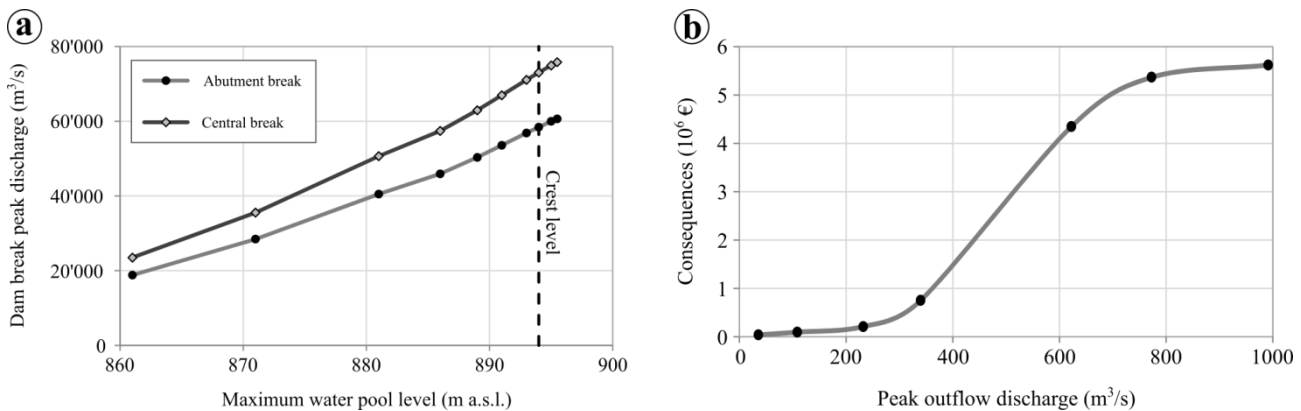 a
Dam break peak discharge (m³/s)
80'000
60'000
40'000
20'000
0
Abutment break
Central break
Crest level
860
870
880
890
900
Maximum water pool level (m a.s.l.)
b
Consequences (10⁶ €)
6
5
4
3
2
1
0
0
200
400
600
800
1000
Peak outflow discharge (m³/s)